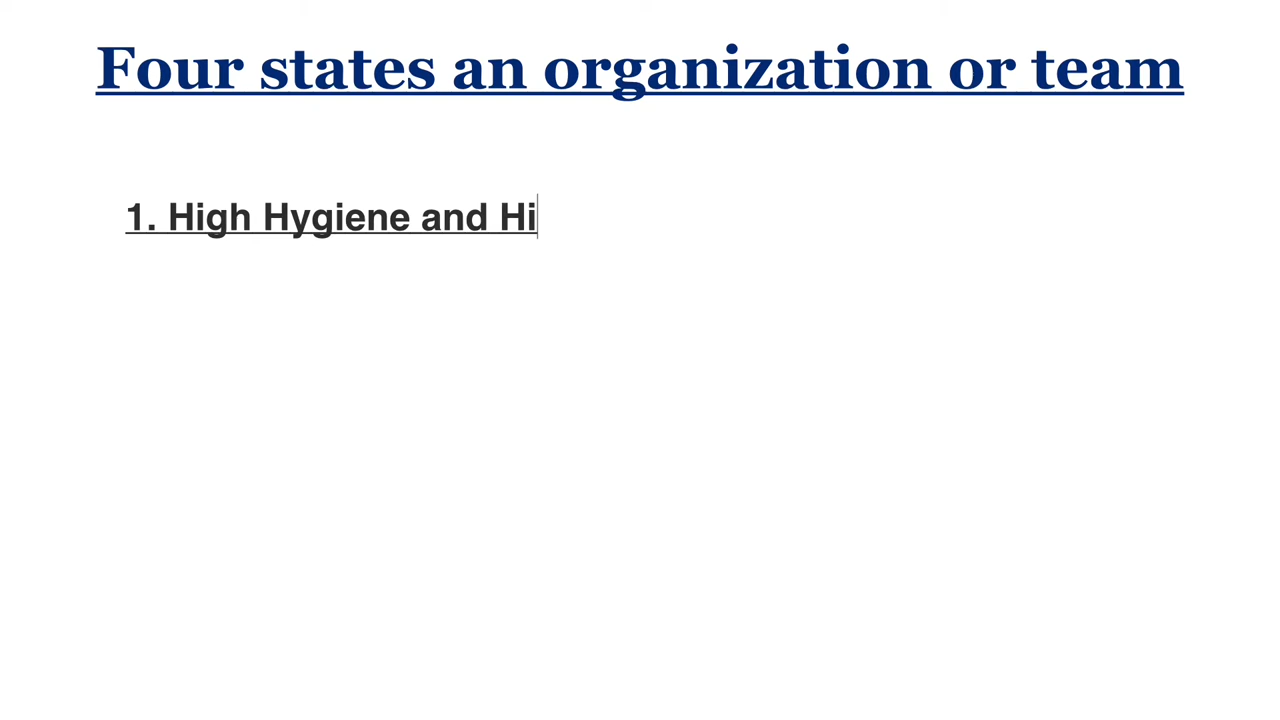 Four states an organization or team
1. High Hygiene and Hi